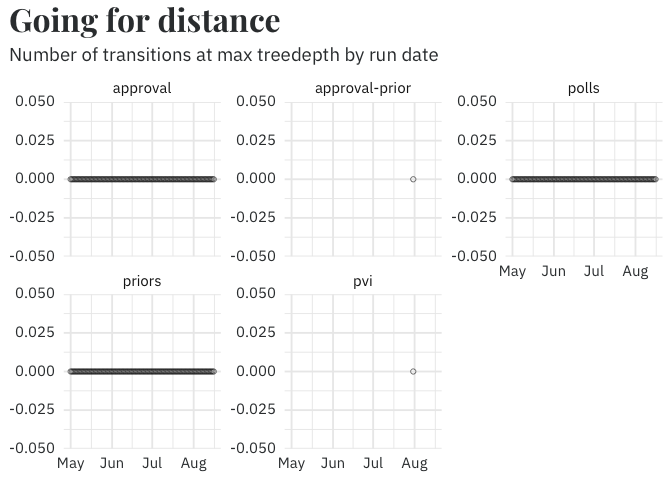 Going for distance
Number of transitions at max treedepth by run date
approval approval-prior polls
0.050 0.050 0.050
0.025 0.025 0.025
0.000 0.000 0.000
-0.025 -0.025 -0.025
-0.050 -0.050 -0.050
May Jun Jul Aug
priors pvi
0.050 0.050
0.025 0.025
0.000 0.000
-0.025 -0.025
-0.050 -0.050
May Jun Jul Aug May Jun Jul Aug